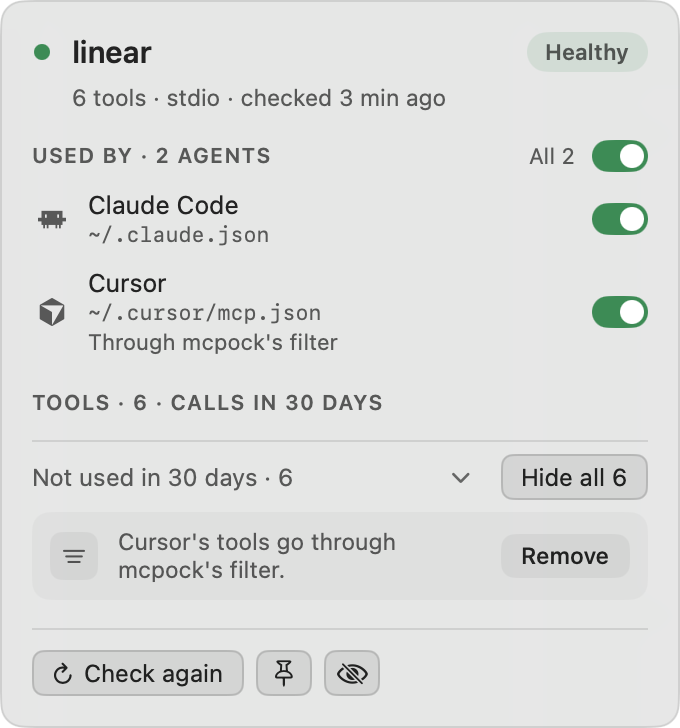 linear
Healthy
6 tools · stdio · checked 3 min ago
USED BY · 2 AGENTS
All 2
Claude Code
~/.claude.json
Cursor
~/.cursor/mcp.json
Through mcpock's filter
TOOLS · 6 · CALLS IN 30 DAYS
Not used in 30 days · 6
Hide all 6
Cursor's tools go through
mcpock's filter.
Remove
Check again